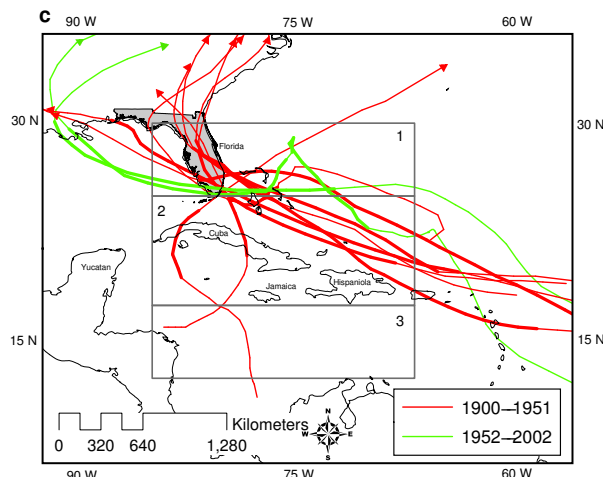 c
90 W 75 W 60 W
30 N 30 N
1
Florida
2
Cuba
Yucatan
Jamaica Hispaniola
3
15 N 15 N
1900–1951
1952–2002
Kilometers
0 320 640 1,280
N
W E
S
90 W 75 W 60 W